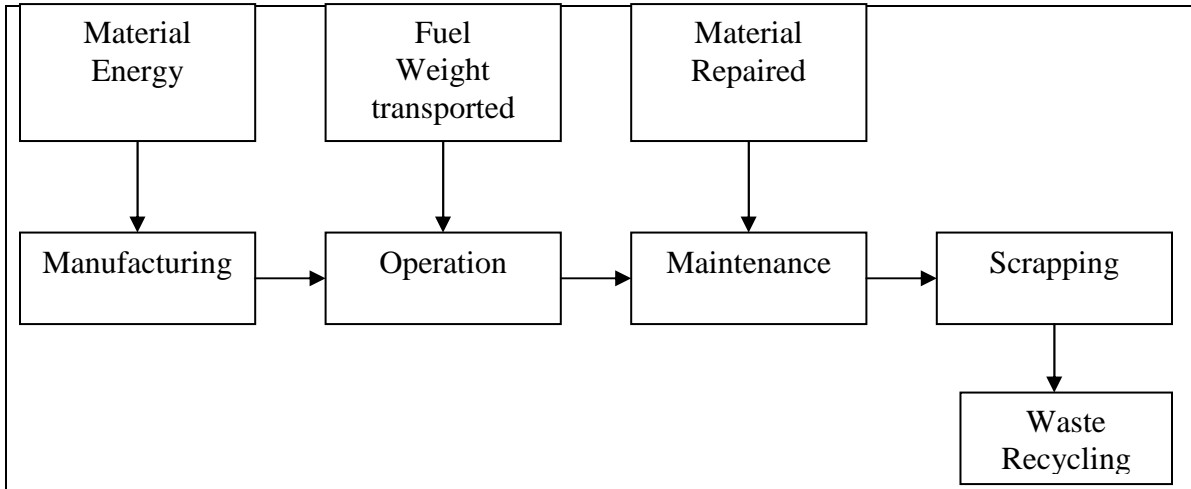 Material
Energy
Fuel
Weight
transported
Material
Repaired
Manufacturing
Operation
Maintenance
Scrapping
Waste
Recycling